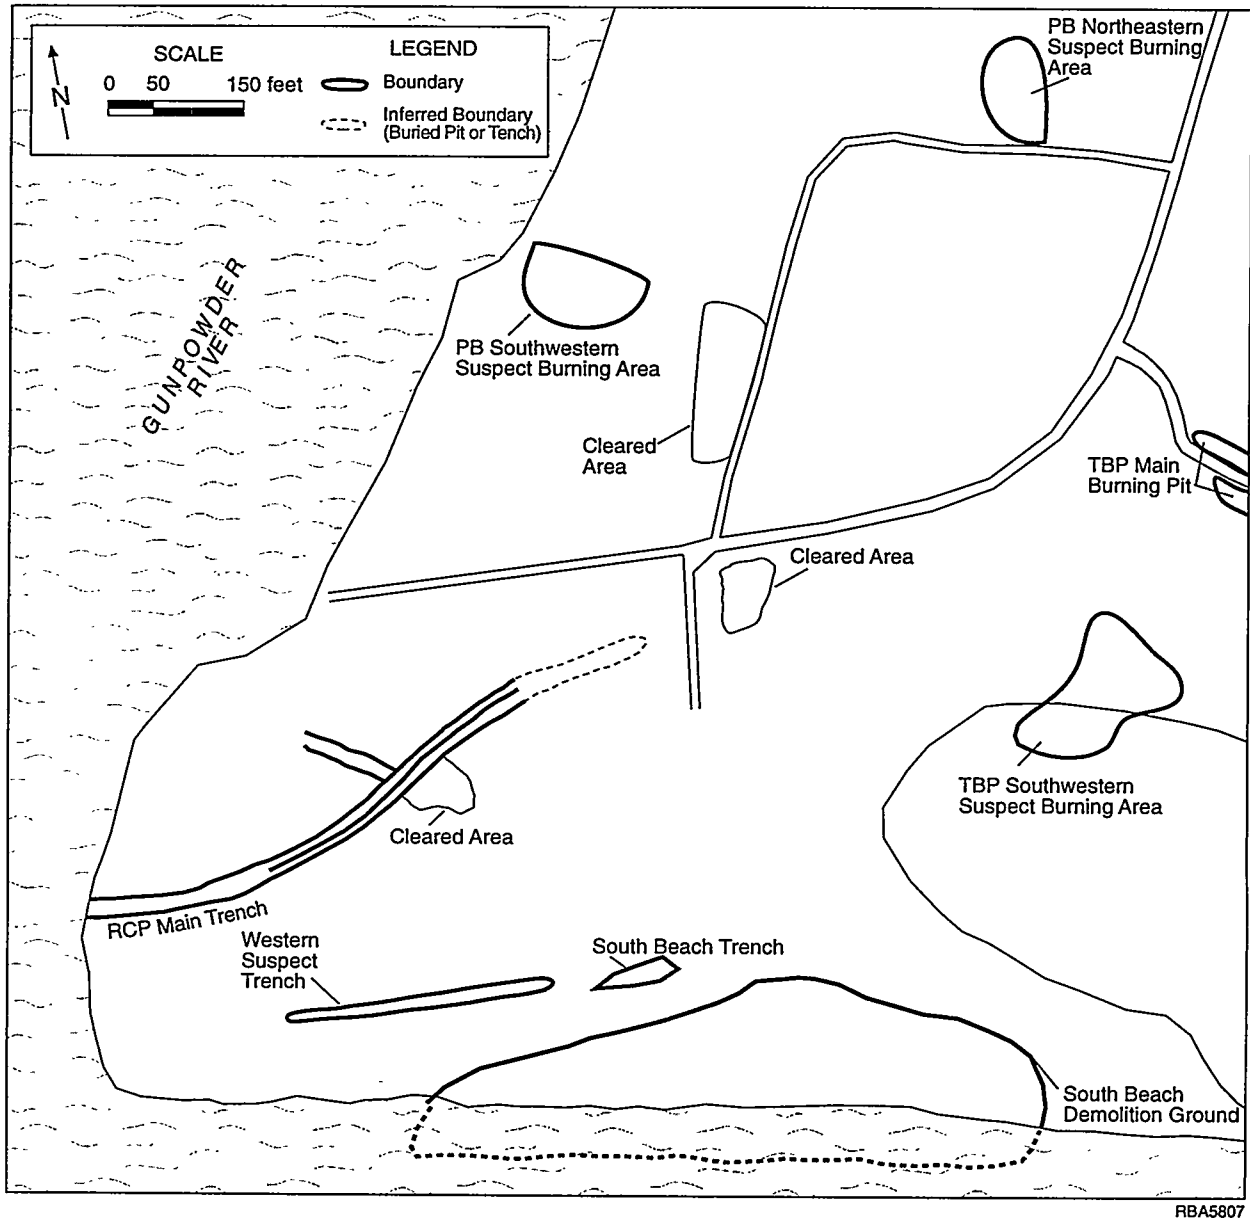 SCALE
0 50 150 feet
N
LEGEND
Boundary
Inferred Boundary
(Buried Pit or Tench)
PB Northeastern
Suspect Burning
Area
GUNPOWDER
RIVER
PB Southwestern
Suspect Burning Area
Cleared
Area
TBP Main
Burning Pit
Cleared Area
TBP Southwestern
Suspect Burning Area
Cleared Area
RCP Main Trench
Western
Suspect
Trench
South Beach Trench
South Beach
Demolition Ground
RBA5807